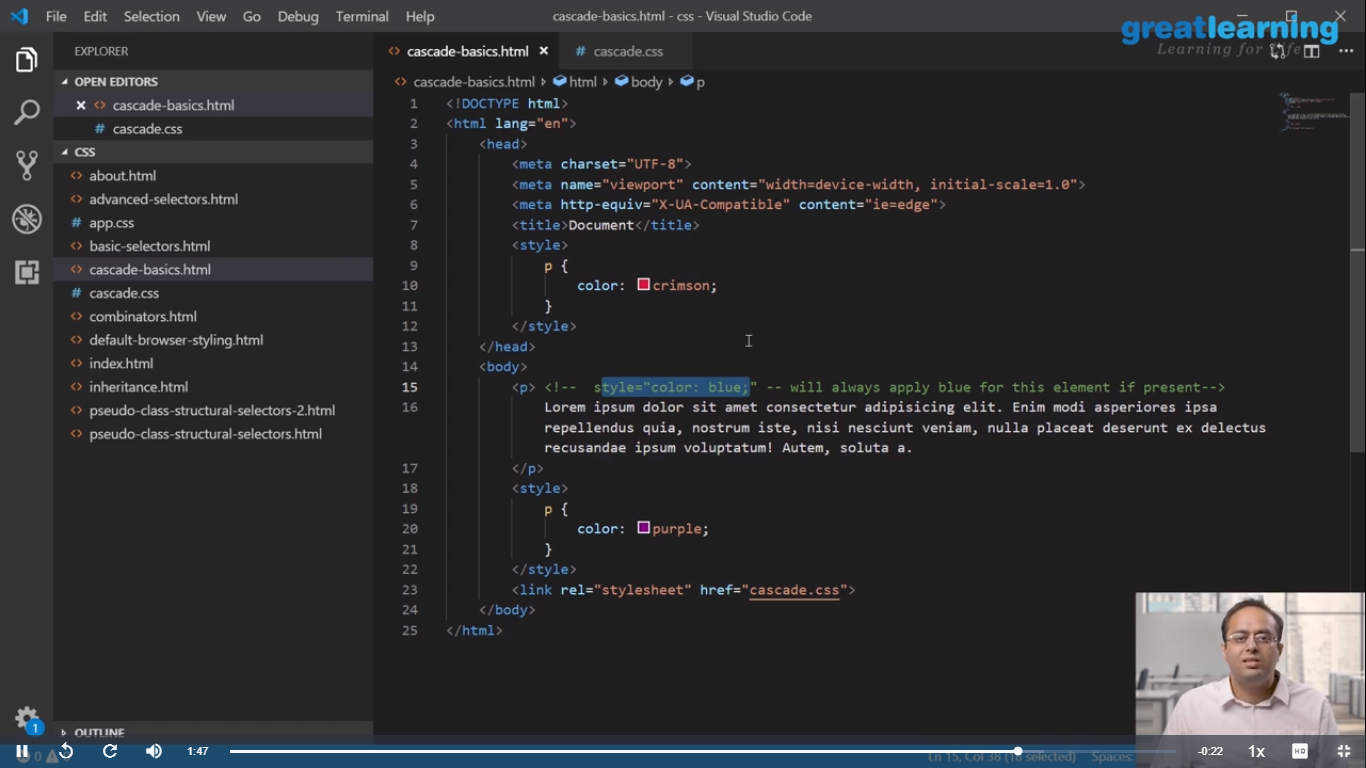 File Edit Selection View Go Debug Terminal Help cascade-basics.html - css - Visual Studio Code
greatlearning
Learning for Life
EXPLORER
OPEN EDITORS
cascade-basics.html
# cascade.css
CSS
<> about.html
<> advanced-selectors.html
# app.css
<> basic-selectors.html
<> cascade-basics.html
# cascade.css
<> combinators.html
<> default-browser-styling.html
<> index.html
<> inheritance.html
<> pseudo-class-structural-selectors-2.html
<> pseudo-class-structural-selectors.html
OUTLINE
1
<> cascade-basics.html × # cascade.css
<> cascade-basics.html html body p
1 <!DOCTYPE html>
2 <html lang="en">
3 <head>
4 <meta charset="UTF-8">
5 <meta name="viewport" content="width=device-width, initial-scale=1.0">
6 <meta http-equiv="X-UA-Compatible" content="ie=edge">
7 <title>Document</title>
8 <style>
9 p {
10 color: crimson;
11 }
12 </style>
13 </head>
14 <body>
15 <p> <!-- style="color: blue;" -- will always apply blue for this element if present-->
16 Lorem ipsum dolor sit amet consectetur adipisicing elit. Enim modi asperiores ipsa
repellendus quia, nostrum iste, nisi nesciunt veniam, nulla placeat deserunt ex delectus
recusandae ipsum voluptatum! Autem, soluta a.
17 </p>
18 <style>
19 p {
20 color: purple;
21 }
22 </style>
23 <link rel="stylesheet" href="cascade.css">
24 </body>
25 </html>
0 0 Ln 15, Col 38 (18 selected) Spaces:
1:47 -0:22 1x HD